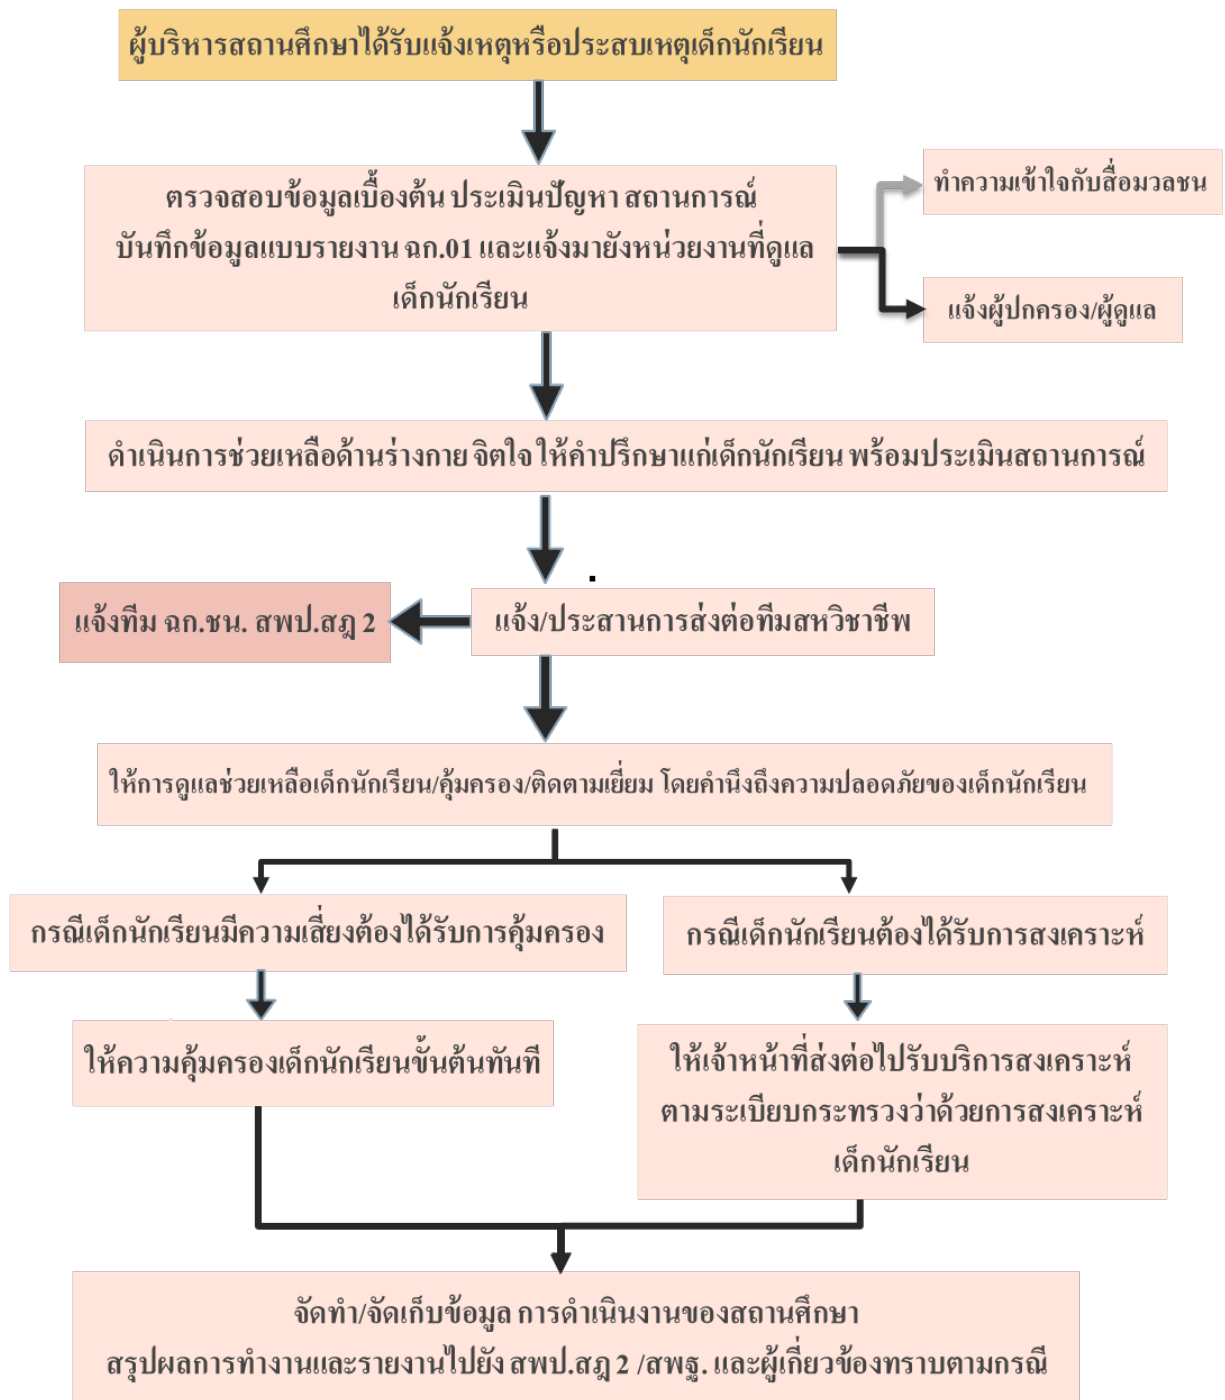 ผู้บริหารสถานศึกษาได้รับแจ้งเหตุหรือประสบเหตุเด็กนักเรียน
ตรวจสอบข้อมูลเบื้องต้น ประเมินปัญหา สถานการณ์
บันทึกข้อมูลแบบรายงาน ฉก.01 และแจ้งมายังหน่วยงานที่ดูแล
เด็กนักเรียน
ทำความเข้าใจกับสื่อมวลชน
แจ้งผู้ปกครอง/ผู้ดูแล
ดำเนินการช่วยเหลือด้านร่างกาย จิตใจ ให้คำปรึกษาแก่เด็กนักเรียน พร้อมประเมินสถานการณ์
แจ้งทีม ฉก.ชน. สพป.สฎ 2
แจ้ง/ประสานการส่งต่อทีมสหวิชาชีพ
ให้การดูแลช่วยเหลือเด็กนักเรียน/คุ้มครอง/ติดตามเยี่ยม โดยคำนึงถึงความปลอดภัยของเด็กนักเรียน
กรณีเด็กนักเรียนมีความเสี่ยงต้องได้รับการคุ้มครอง
กรณีเด็กนักเรียนต้องได้รับการสงเคราะห์
ให้ความคุ้มครองเด็กนักเรียนขั้นต้นทันที
ให้เจ้าหน้าที่ส่งต่อไปรับบริการสงเคราะห์
ตามระเบียบกระทรวงว่าด้วยการสงเคราะห์
เด็กนักเรียน
จัดทำ/จัดเก็บข้อมูล การดำเนินงานของสถานศึกษา
สรุปผลการทำงานและรายงานไปยัง สพป.สฎ 2 /สพฐ. และผู้เกี่ยวข้องทราบตามกรณี